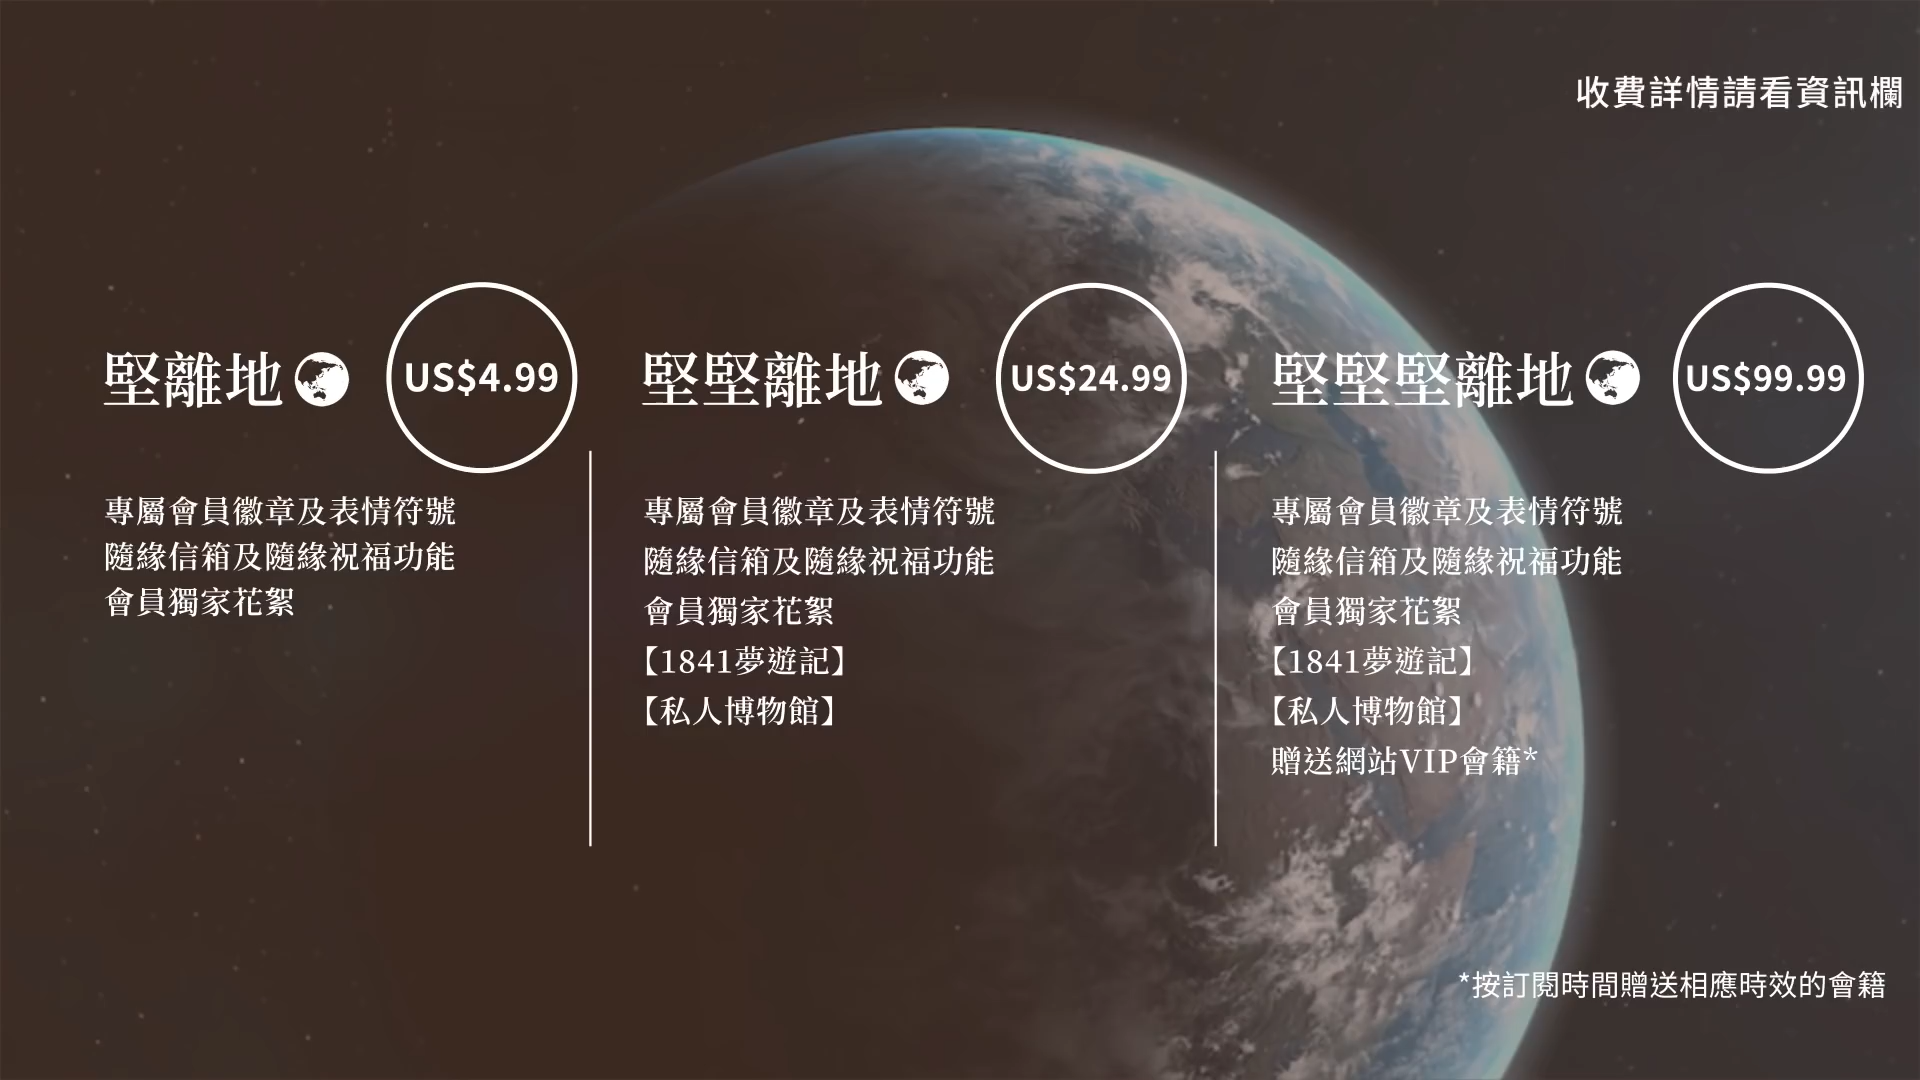 收費詳情請看資訊欄
堅離地
US$4.99
專屬會員徽章及表情符號
隨緣信箱及隨緣祝福功能
會員獨家花絮
堅堅離地
US$24.99
專屬會員徽章及表情符號
隨緣信箱及隨緣祝福功能
會員獨家花絮
【1841夢遊記】
【私人博物館】
堅堅堅離地
US$99.99
專屬會員徽章及表情符號
隨緣信箱及隨緣祝福功能
會員獨家花絮
【1841夢遊記】
【私人博物館】
贈送網站VIP會籍*
*按訂閱時間贈送相應時效的會籍